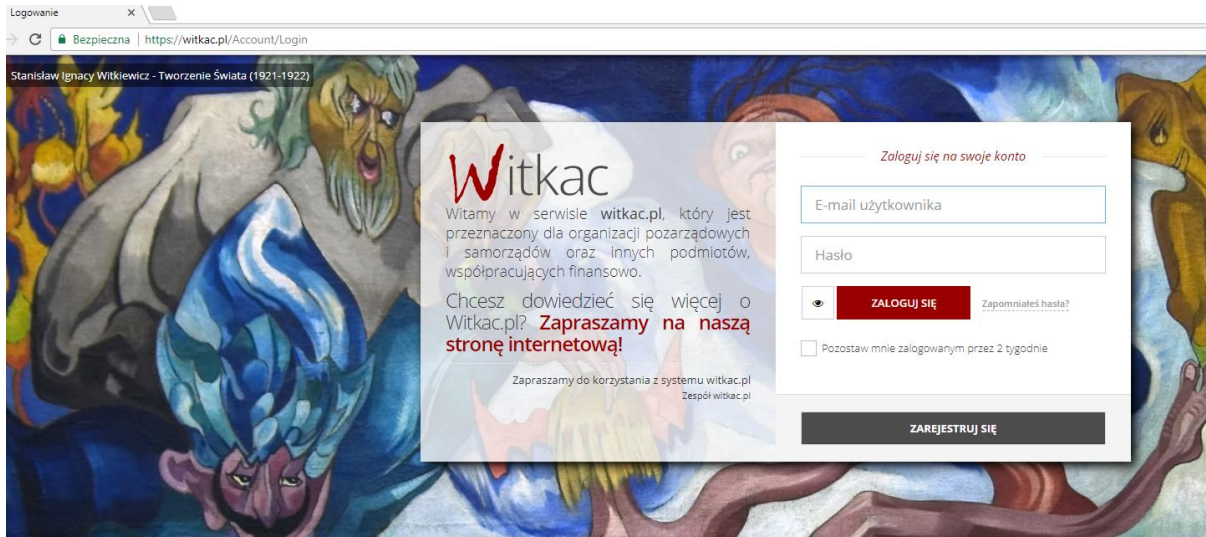 Logowanie
Bezpieczna | https://witkac.pl/Account/Login
Stanisław Ignacy Witkiewicz - Tworzenie Świata (1921-1922)
Witkac
Witamy w serwisie witkac.pl, który jest
przeznaczony dla organizacji pozarządowych
i samorządów oraz innych podmiotów,
współpracujących finansowo.
Chcesz dowiedzieć się więcej o
Witkac.pl? Zapraszamy na naszą
stronę internetową!
Zapraszamy do korzystania z systemu witkac.pl
Zespół witkac.pl
Zaloguj się na swoje konto
E-mail użytkownika
Hasło
ZALOGUJ SIĘ
Zapomniałeś hasła?
Pozostaw mnie zalogowanym przez 2 tygodnie
ZAREJESTRUJ SIĘ